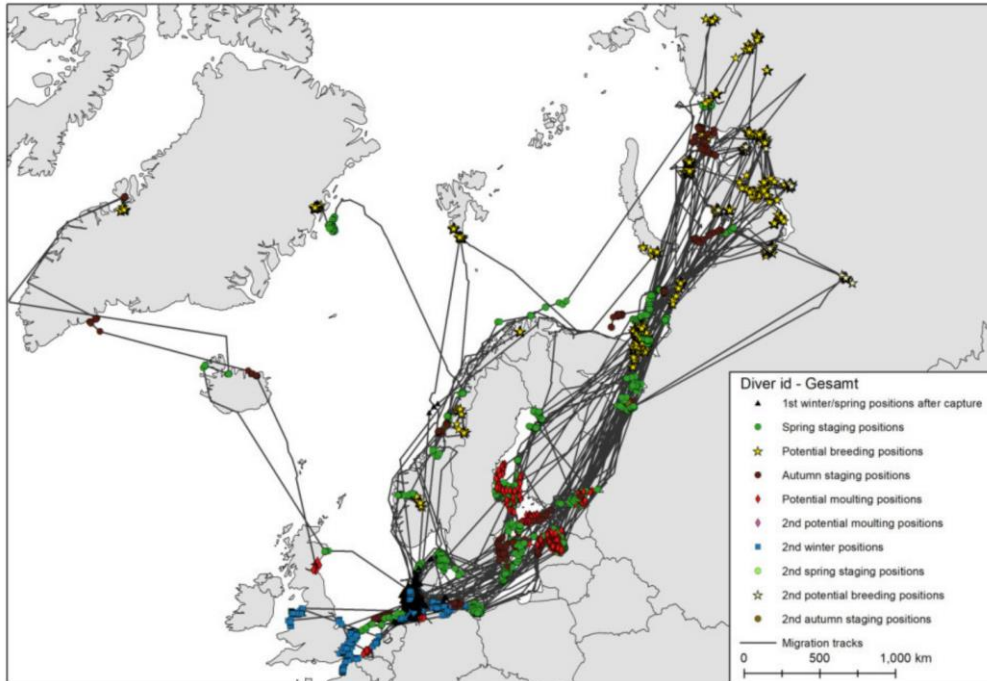 Diver id - Gesamt
1st winter/spring positions after capture
Spring staging positions
Potential breeding positions
Autumn staging positions
Potential moulting positions
2nd potential moulting positions
2nd winter positions
2nd spring staging positions
2nd potential breeding positions
2nd autumn staging positions
Migration tracks
0 500 1,000 km